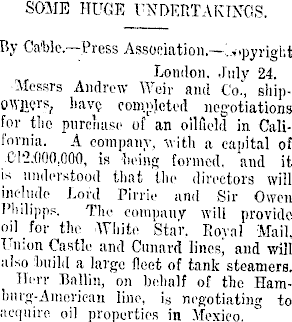 SOME HUGE UNDERTAKINGS.
By Cable.—Press Association.—Copyright
London, July 24.
Messrs Andrew Weir and Co., ship-
owners, have completed negotiations
for the purchase of an oilfield in Cali-
fornia. A company, with a capital of
£12,000,000, is being formed, and it
is understood that the directors will
include Lord Pirrie and Sir Owen
Philipps. The company will provide
oil for the White Star, Royal Mail,
Union Castle and Cunard lines, and will
also build a large fleet of tank steamers.
Herr Ballin, on behalf of the Ham-
burg-American line, is negotiating to
acquire oil properties in Mexico.